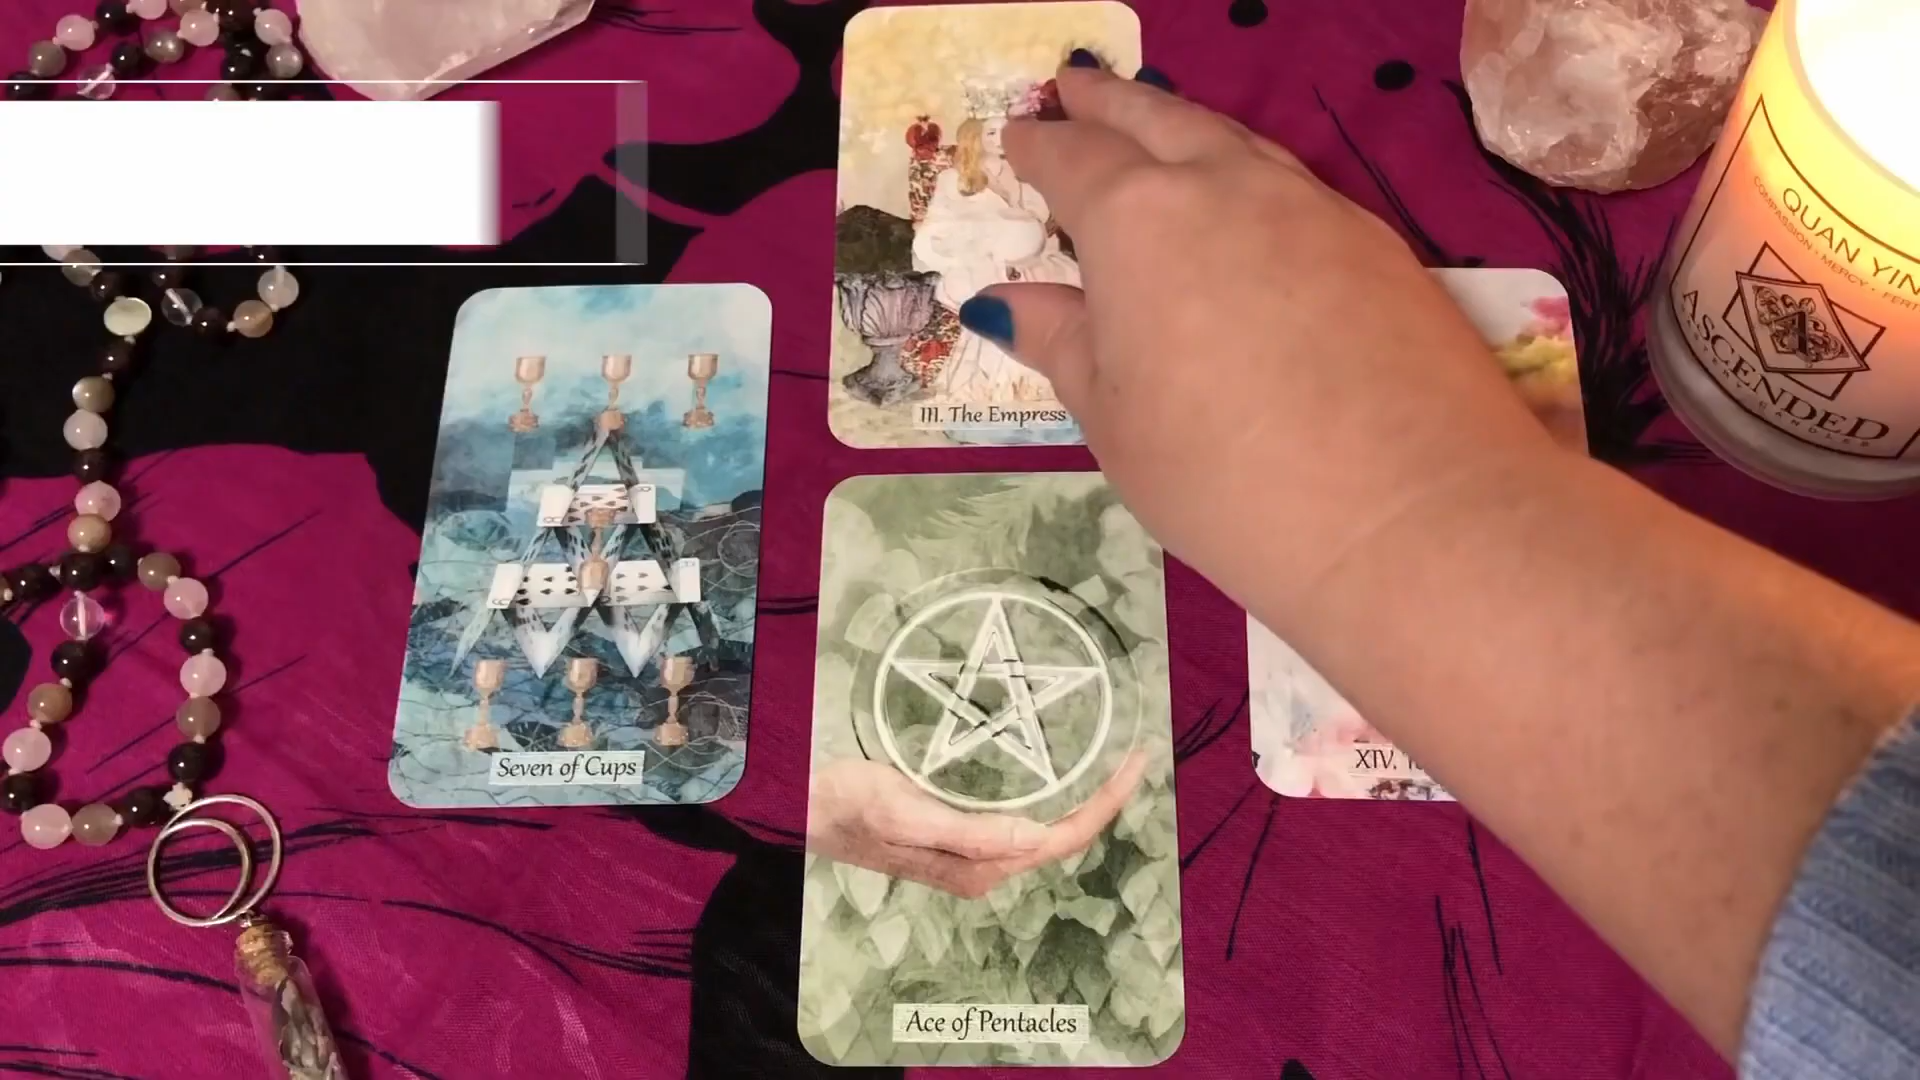 III. The Empress
Seven of Cups
Ace of Pentacles
XIV.
QUAN YIN
COMPASSION · MERCY ·
ASCENDED